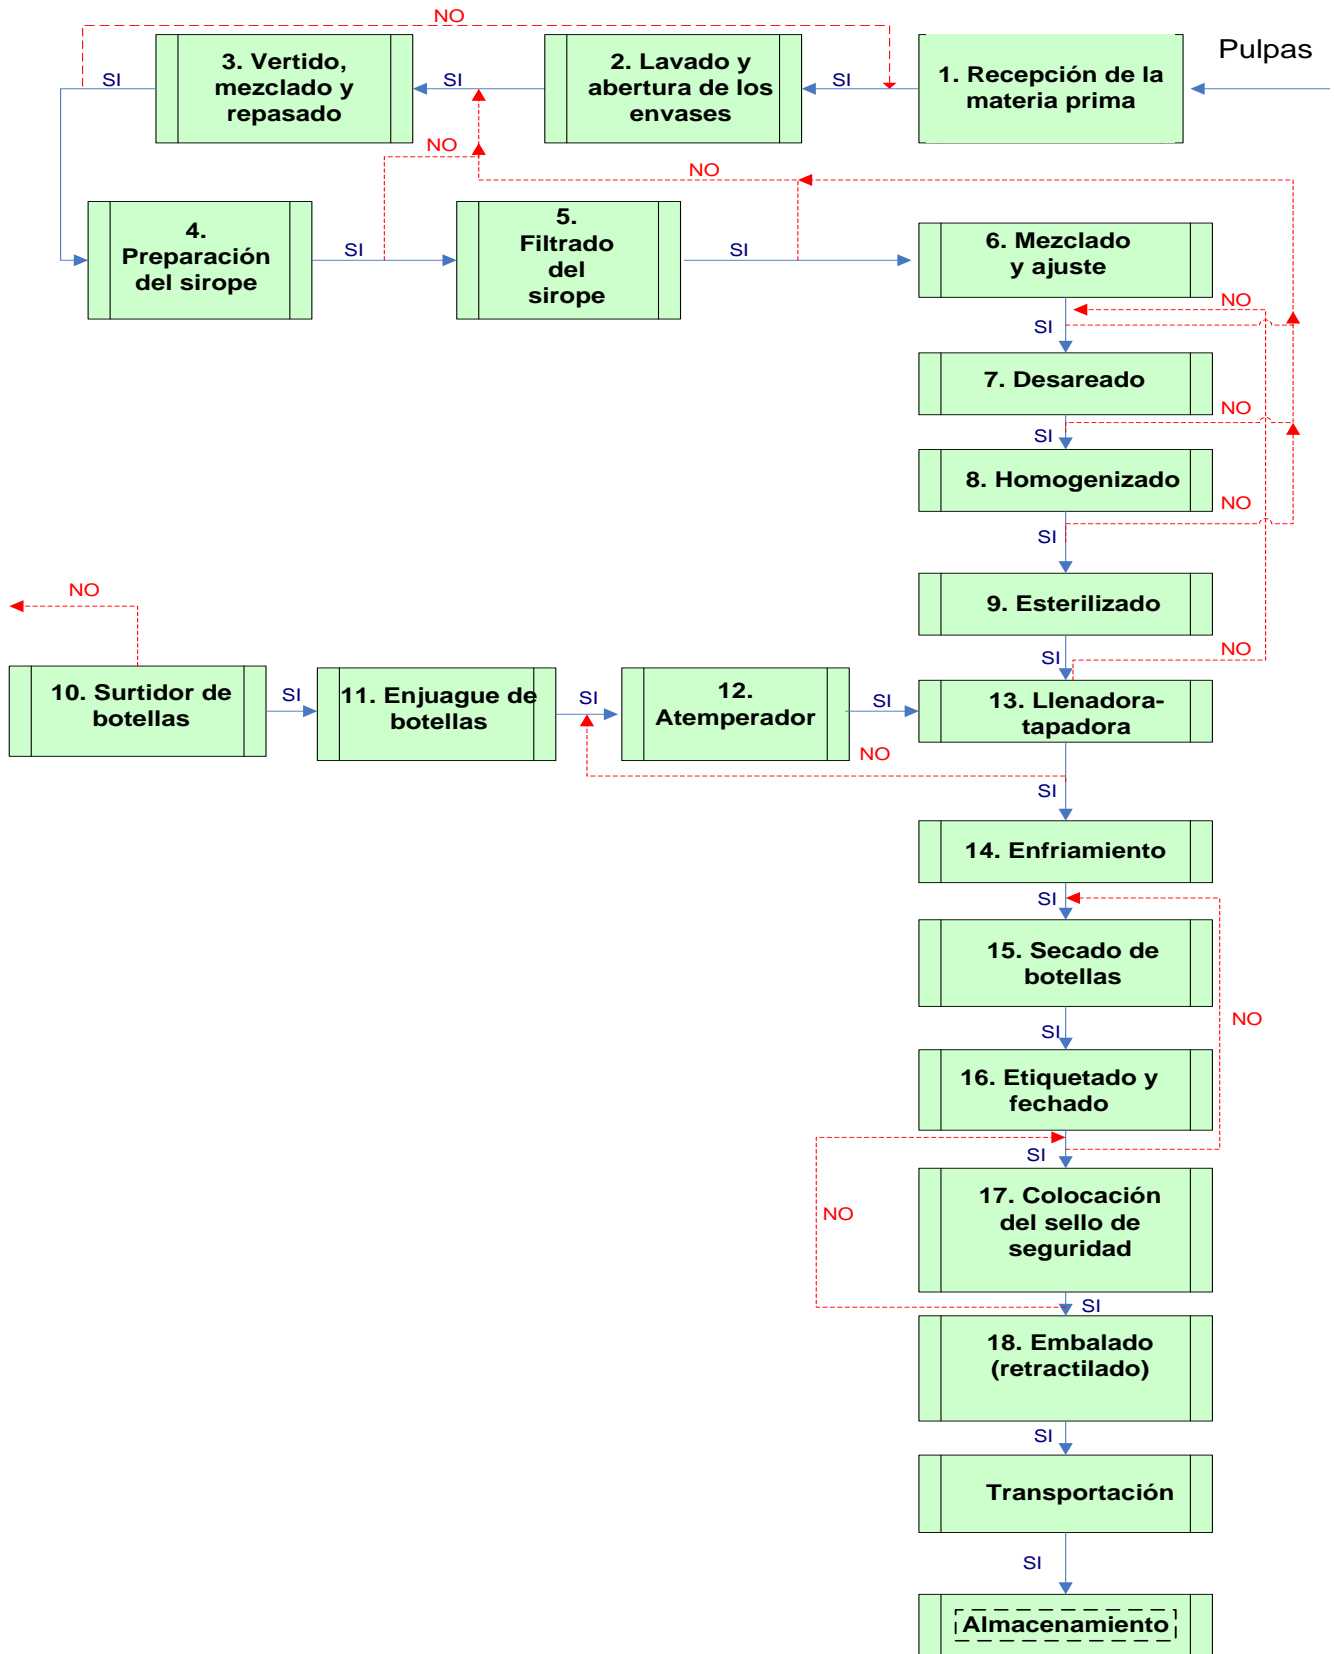 NO
Pulpas
3. Vertido,
mezclado y
repasado
2. Lavado y
abertura de los
envases
1. Recepción de la
materia prima
SI
SI
SI
NO
NO
4.
Preparación
del sirope
SI
5.
Filtrado
del
sirope
SI
6. Mezclado
y ajuste
NO
SI
7. Desareado
NO
SI
8. Homogenizado
NO
SI
9. Esterilizado
NO
SI
NO
10. Surtidor de
botellas
SI
11. Enjuague de
botellas
SI
12.
Atemperador
SI
13. Llenadora-
tapadora
NO
SI
14. Enfriamiento
SI
15. Secado de
botellas
NO
SI
16. Etiquetado y
fechado
SI
17. Colocación
del sello de
seguridad
NO
SI
18. Embalado
(retractilado)
SI
Transportación
SI
Almacenamiento